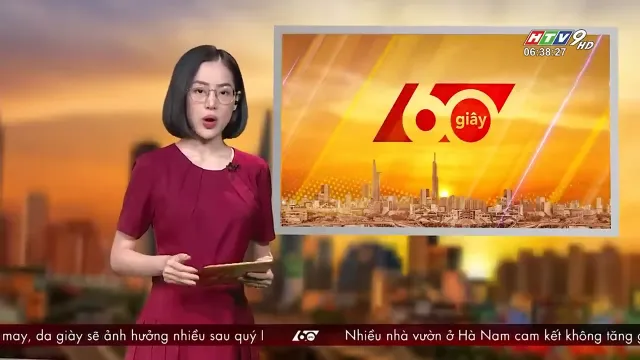 HTV9 HD
06:38:27
60 giây
may, da giày sẽ ảnh hưởng nhiều sau quý I 60 Nhiều nhà vườn ở Hà Nam cam kết không tăng g